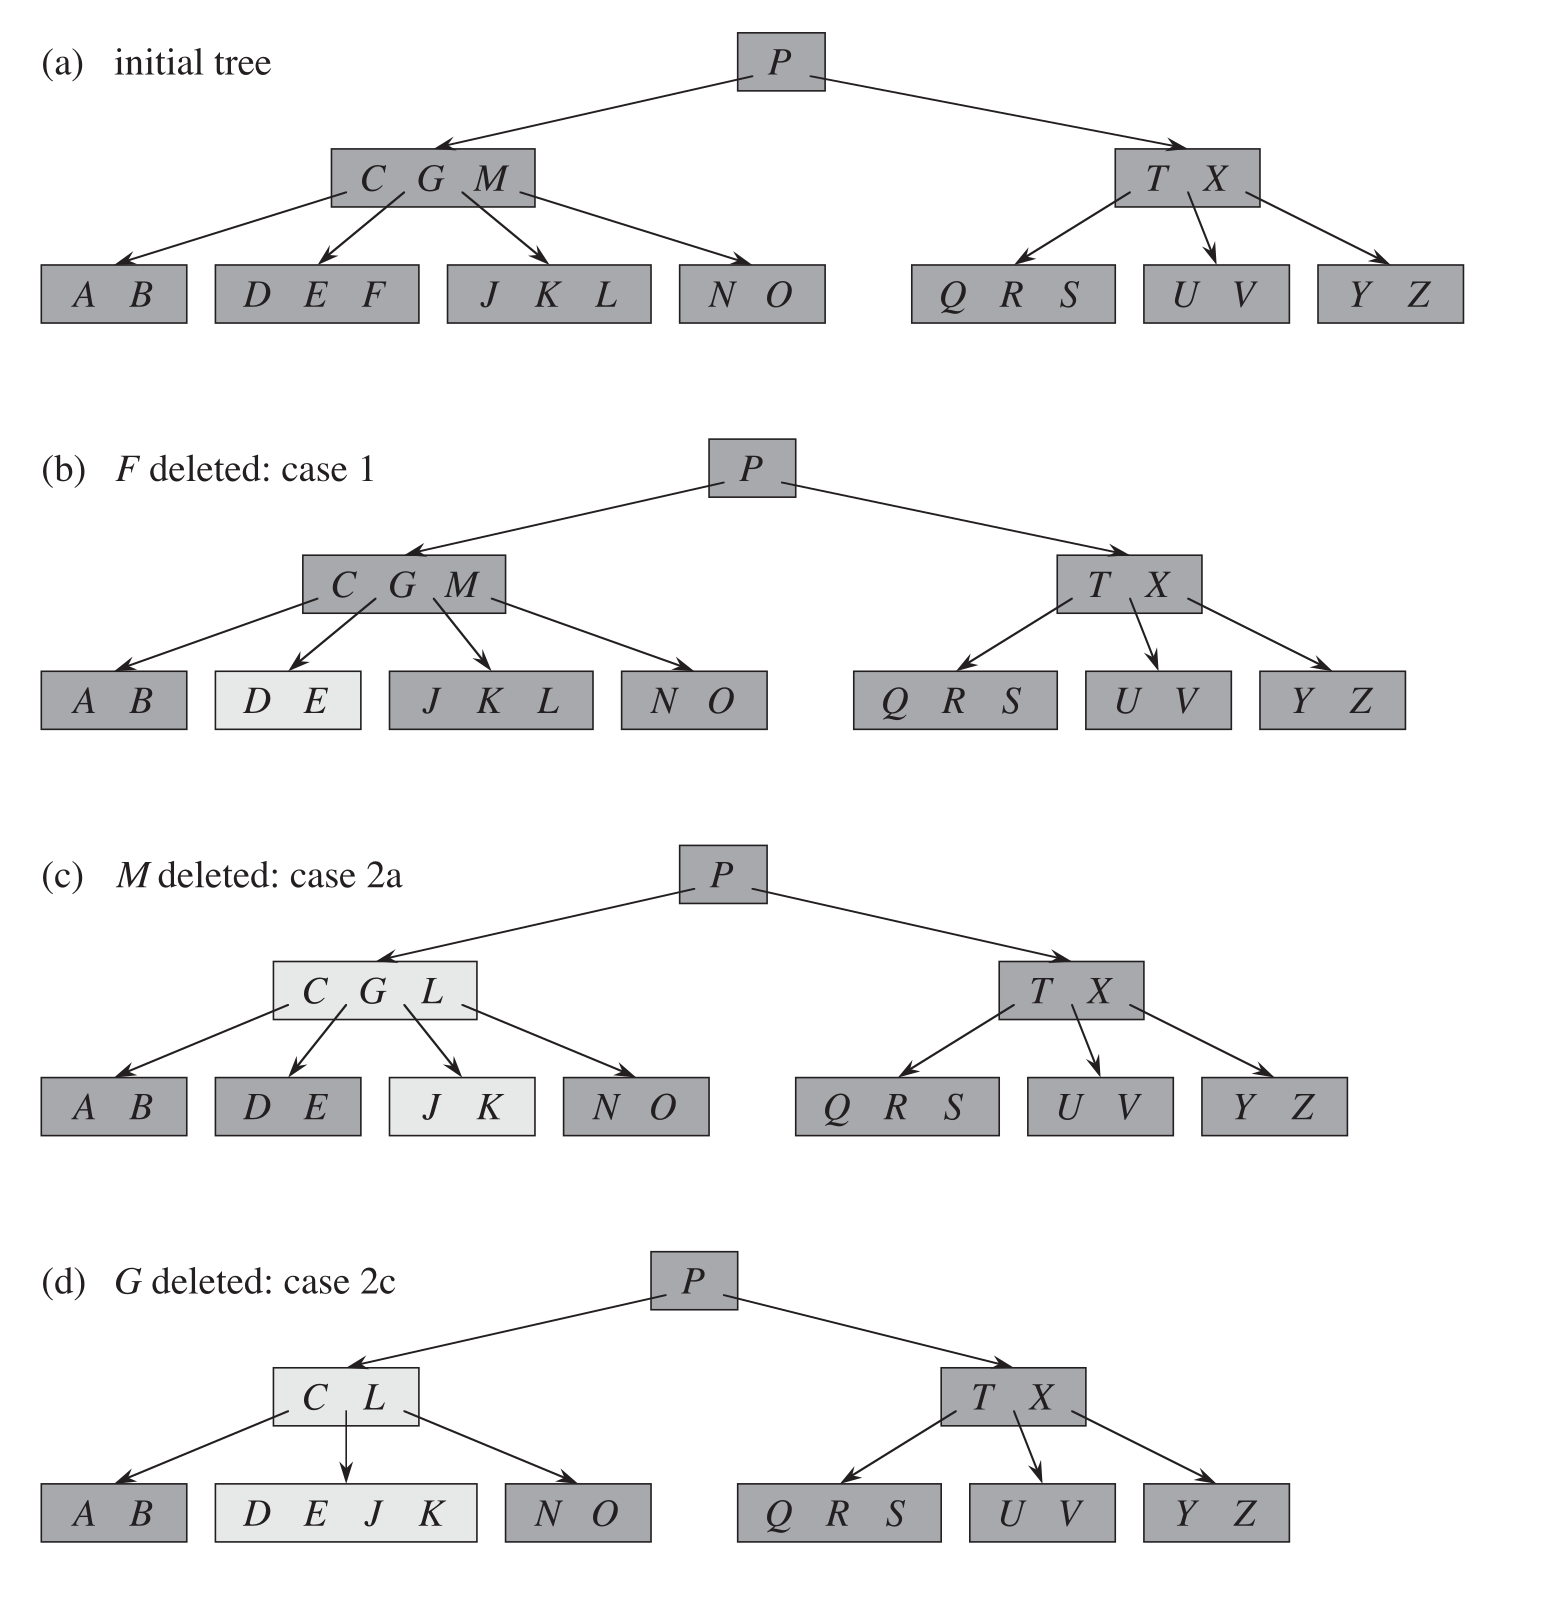 (a) initial tree
P
C G M T X
A B D E F J K L N O Q R S U V Y Z
(b) F deleted: case 1
P
C G M T X
A B D E J K L N O Q R S U V Y Z
(c) M deleted: case 2a
P
C G L T X
A B D E J K N O Q R S U V Y Z
(d) G deleted: case 2c
P
C L T X
A B D E J K N O Q R S U V Y Z